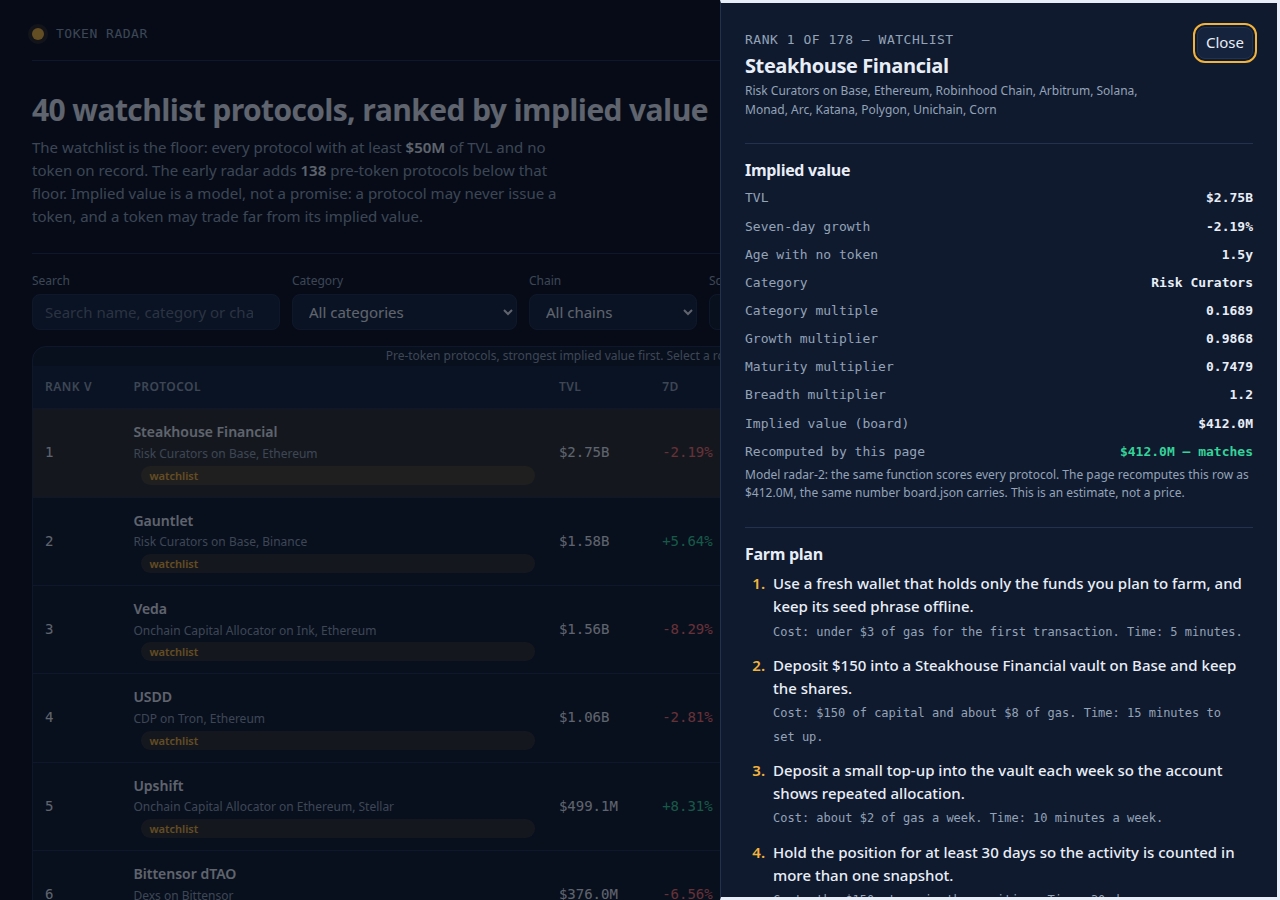 TOKEN RADAR
40 watchlist protocols, ranked by implied value
The watchlist is the floor: every protocol with at least $50M of TVL and no
token on record. The early radar adds 138 pre-token protocols below that
floor. Implied value is a model, not a promise: a protocol may never issue a
token, and a token may trade far from its implied value.
Search
Category
Chain
Search name, category or cha
All categories
All chains
Pre-token protocols, strongest implied value first. Select a
RANK V
PROTOCOL
TVL
7D
1
Steakhouse Financial
Risk Curators on Base, Ethereum
watchlist
$2.75B
-2.19%
2
Gauntlet
Risk Curators on Base, Binance
watchlist
$1.58B
+5.64%
3
Veda
Onchain Capital Allocator on Ink, Ethereum
watchlist
$1.56B
-8.29%
4
USDD
CDP on Tron, Ethereum
watchlist
$1.06B
-2.81%
5
Upshift
Onchain Capital Allocator on Ethereum, Stellar
watchlist
$499.1M
+8.31%
6
Bittensor dTAO
Dexs on Bittensor
$376.0M
-6.56%
RANK 1 OF 178 — WATCHLIST
Close
Steakhouse Financial
Risk Curators on Base, Ethereum, Robinhood Chain, Arbitrum, Solana,
Monad, Arc, Katana, Polygon, Unichain, Corn
Implied value
TVL $2.75B
Seven-day growth -2.19%
Age with no token 1.5y
Category Risk Curators
Category multiple 0.1689
Growth multiplier 0.9868
Maturity multiplier 0.7479
Breadth multiplier 1.2
Implied value (board) $412.0M
Recomputed by this page $412.0M — matches
Model radar-2: the same function scores every protocol. The page recomputes this row as
$412.0M, the same number board.json carries. This is an estimate, not a price.
Farm plan
1. Use a fresh wallet that holds only the funds you plan to farm, and
keep its seed phrase offline.
Cost: under $3 of gas for the first transaction. Time: 5 minutes.
2. Deposit $150 into a Steakhouse Financial vault on Base and keep
the shares.
Cost: $150 of capital and about $8 of gas. Time: 15 minutes to
set up.
3. Deposit a small top-up into the vault each week so the account
shows repeated allocation.
Cost: about $2 of gas a week. Time: 10 minutes a week.
4. Hold the position for at least 30 days so the activity is counted in
more than one snapshot.